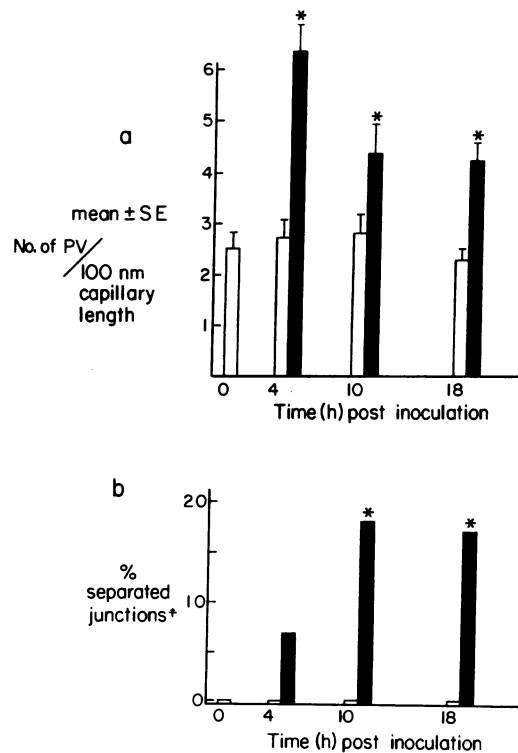 a
*
*
*
6
5
4
3
2
1
mean ± SE
No. of PV /
100 nm
capillary
length
0 4 10 18
Time (h) post inoculation
b
*
*
20
10
0
%
separated
junctions+
0 4 10 18
Time (h) post inoculation